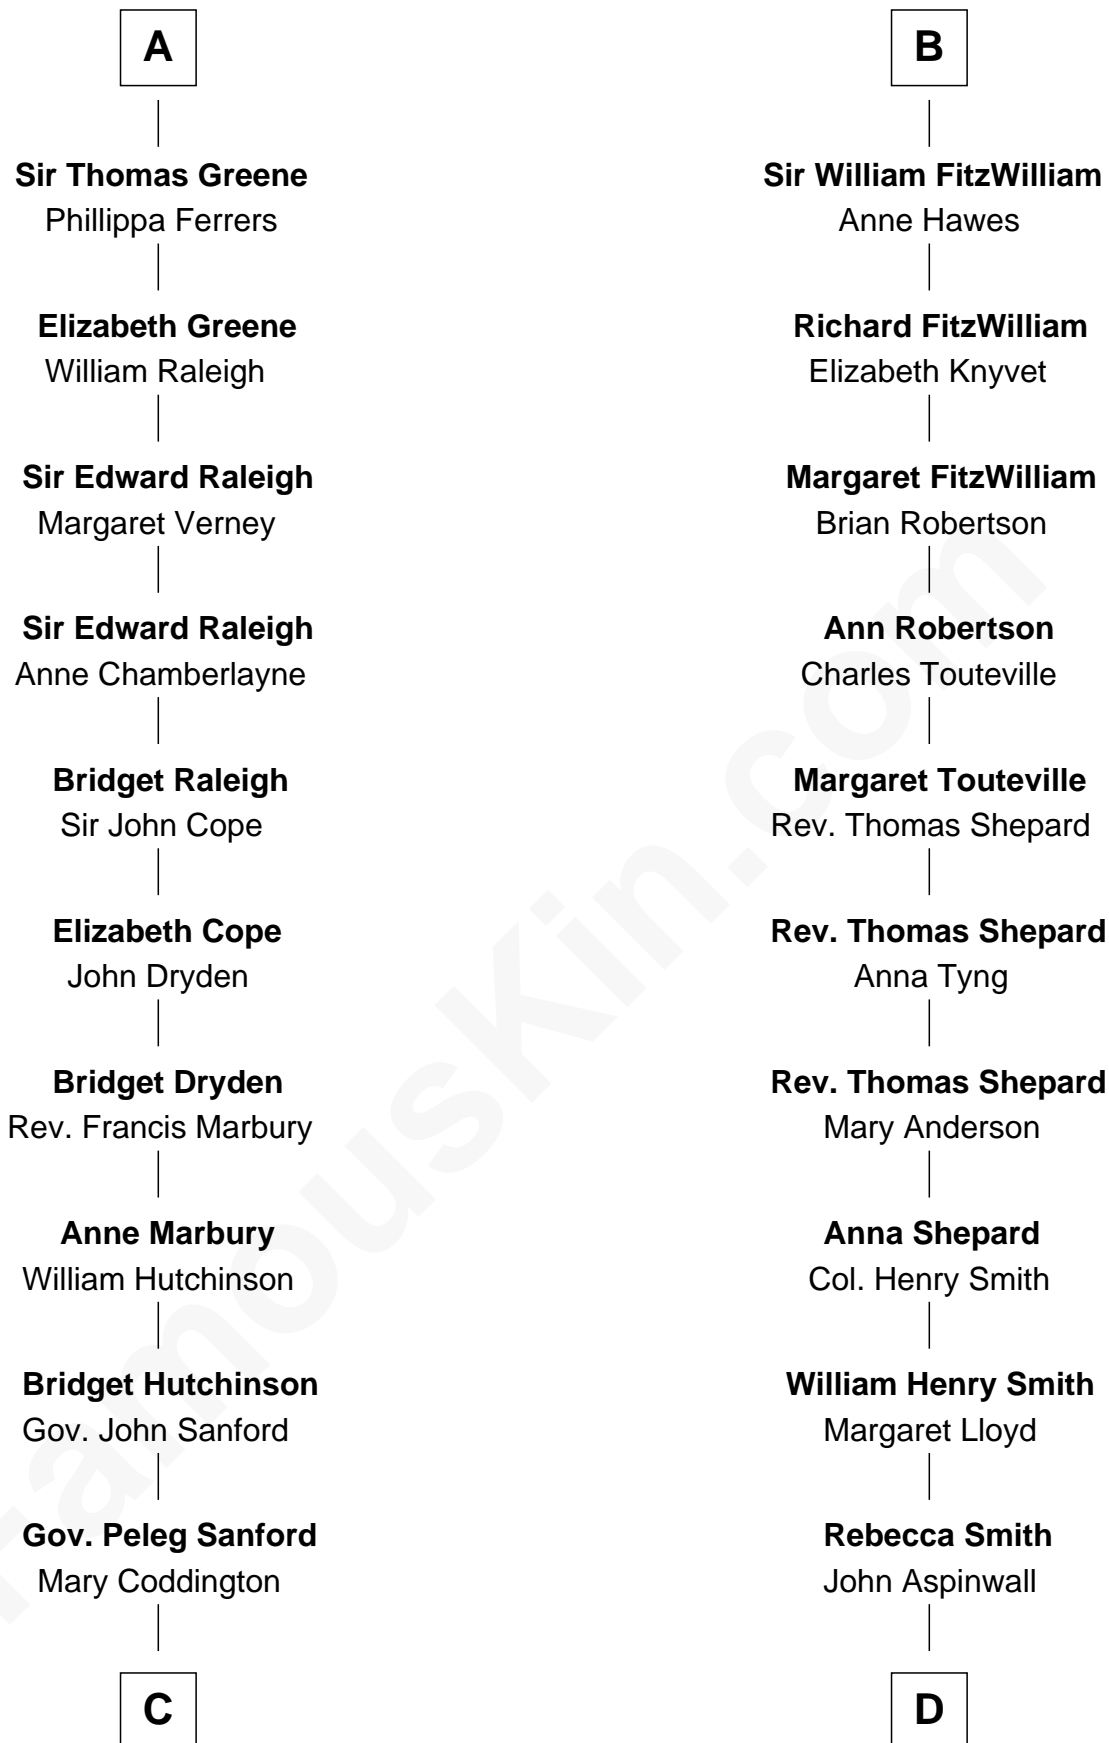 A
Sir Thomas Greene
Phillippa Ferrers
Elizabeth Greene
William Raleigh
Sir Edward Raleigh
Margaret Verney
Sir Edward Raleigh
Anne Chamberlayne
Bridget Raleigh
Sir John Cope
Elizabeth Cope
John Dryden
Bridget Dryden
Rev. Francis Marbury
Anne Marbury
William Hutchinson
Bridget Hutchinson
Gov. John Sanford
Gov. Peleg Sanford
Mary Coddington
C
B
Sir William FitzWilliam
Anne Hawes
Richard FitzWilliam
Elizabeth Knyvet
Margaret FitzWilliam
Brian Robertson
Ann Robertson
Charles Touteville
Margaret Touteville
Rev. Thomas Shepard
Rev. Thomas Shepard
Anna Tyng
Rev. Thomas Shepard
Mary Anderson
Anna Shepard
Col. Henry Smith
William Henry Smith
Margaret Lloyd
Rebecca Smith
John Aspinwall
D
FamousKin.com